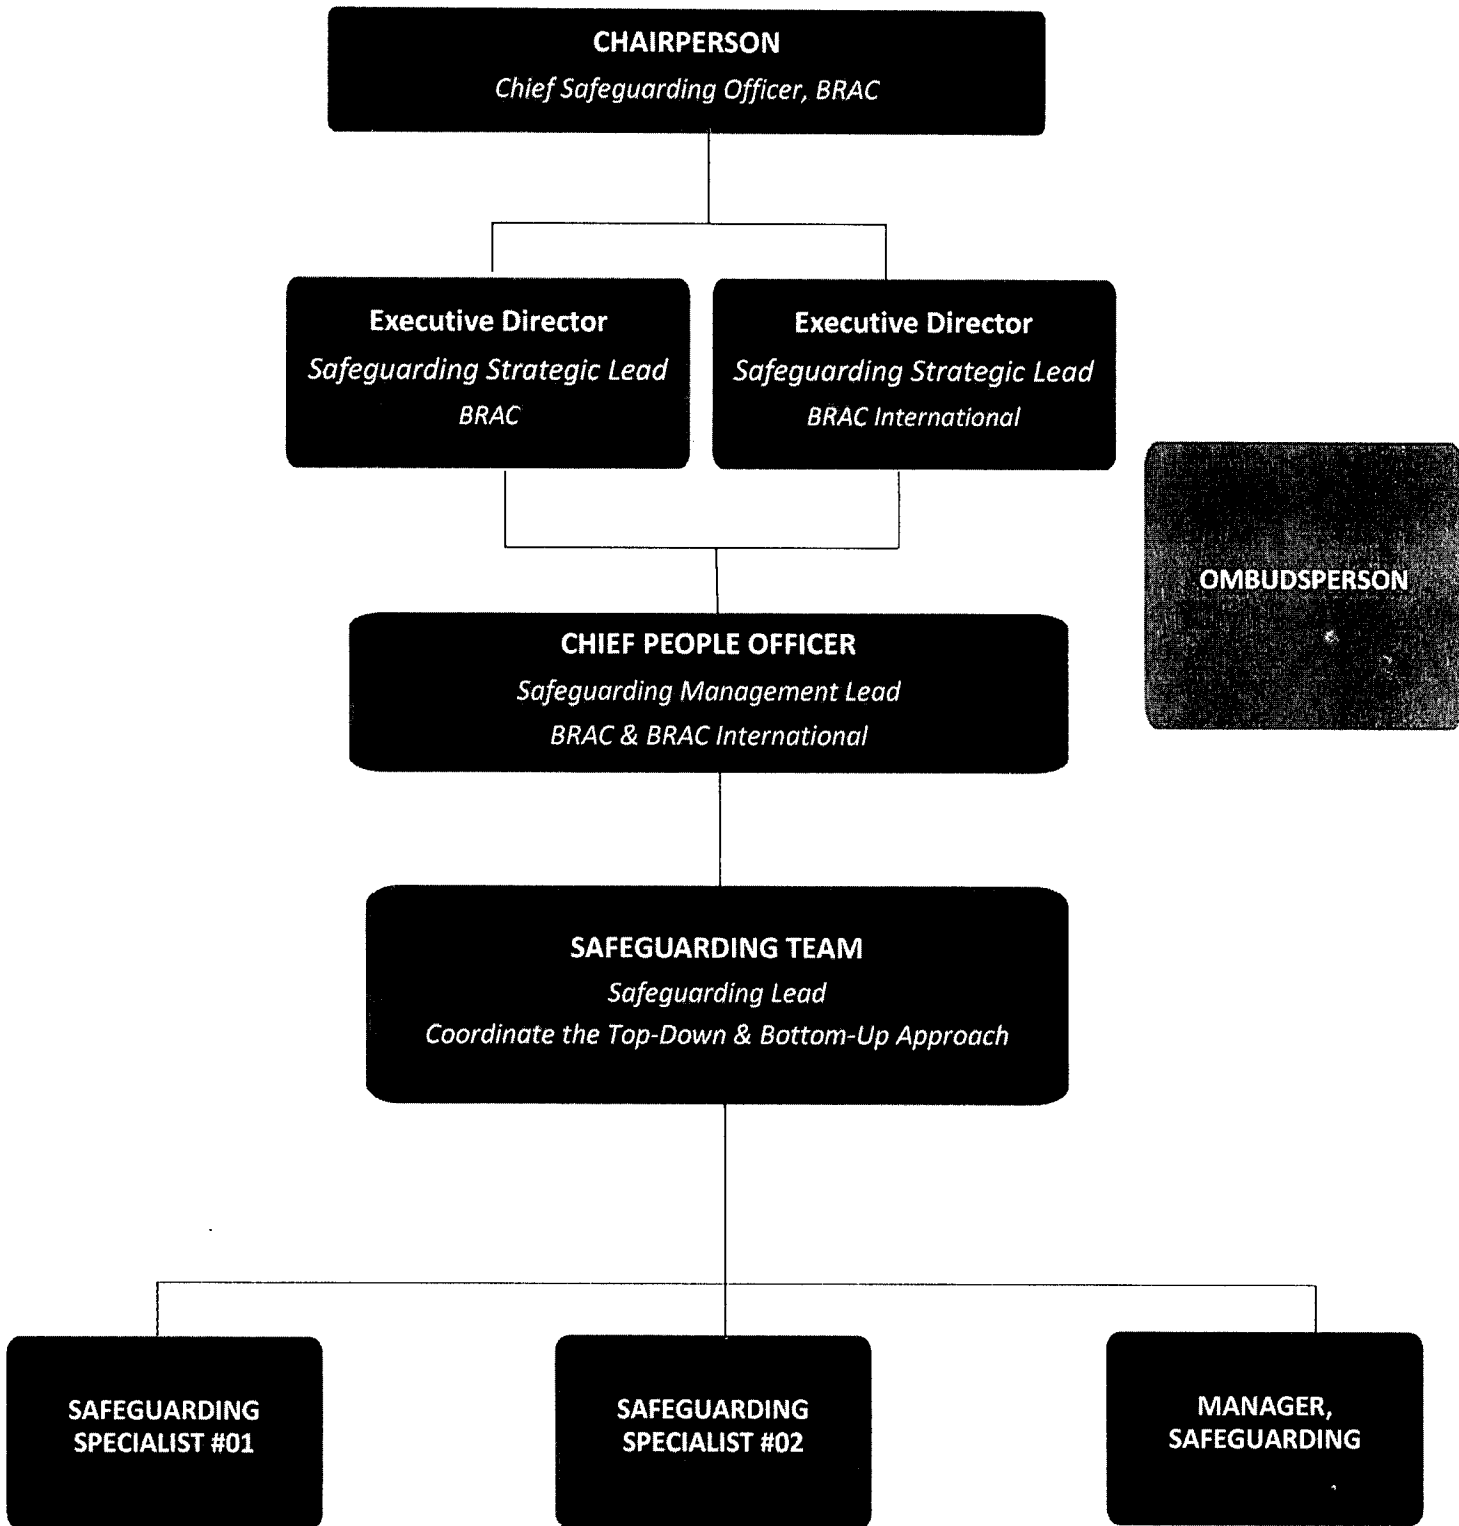 CHAIRPERSON
Chief Safeguarding Officer, BRAC
Executive Director
Safeguarding Strategic Lead
BRAC
Executive Director
Safeguarding Strategic Lead
BRAC International
OMBUDSPERSON
CHIEF PEOPLE OFFICER
Safeguarding Management Lead
BRAC & BRAC International
SAFEGUARDING TEAM
Safeguarding Lead
Coordinate the Top-Down & Bottom-Up Approach
SAFEGUARDING
SPECIALIST #01
SAFEGUARDING
SPECIALIST #02
MANAGER,
SAFEGUARDING